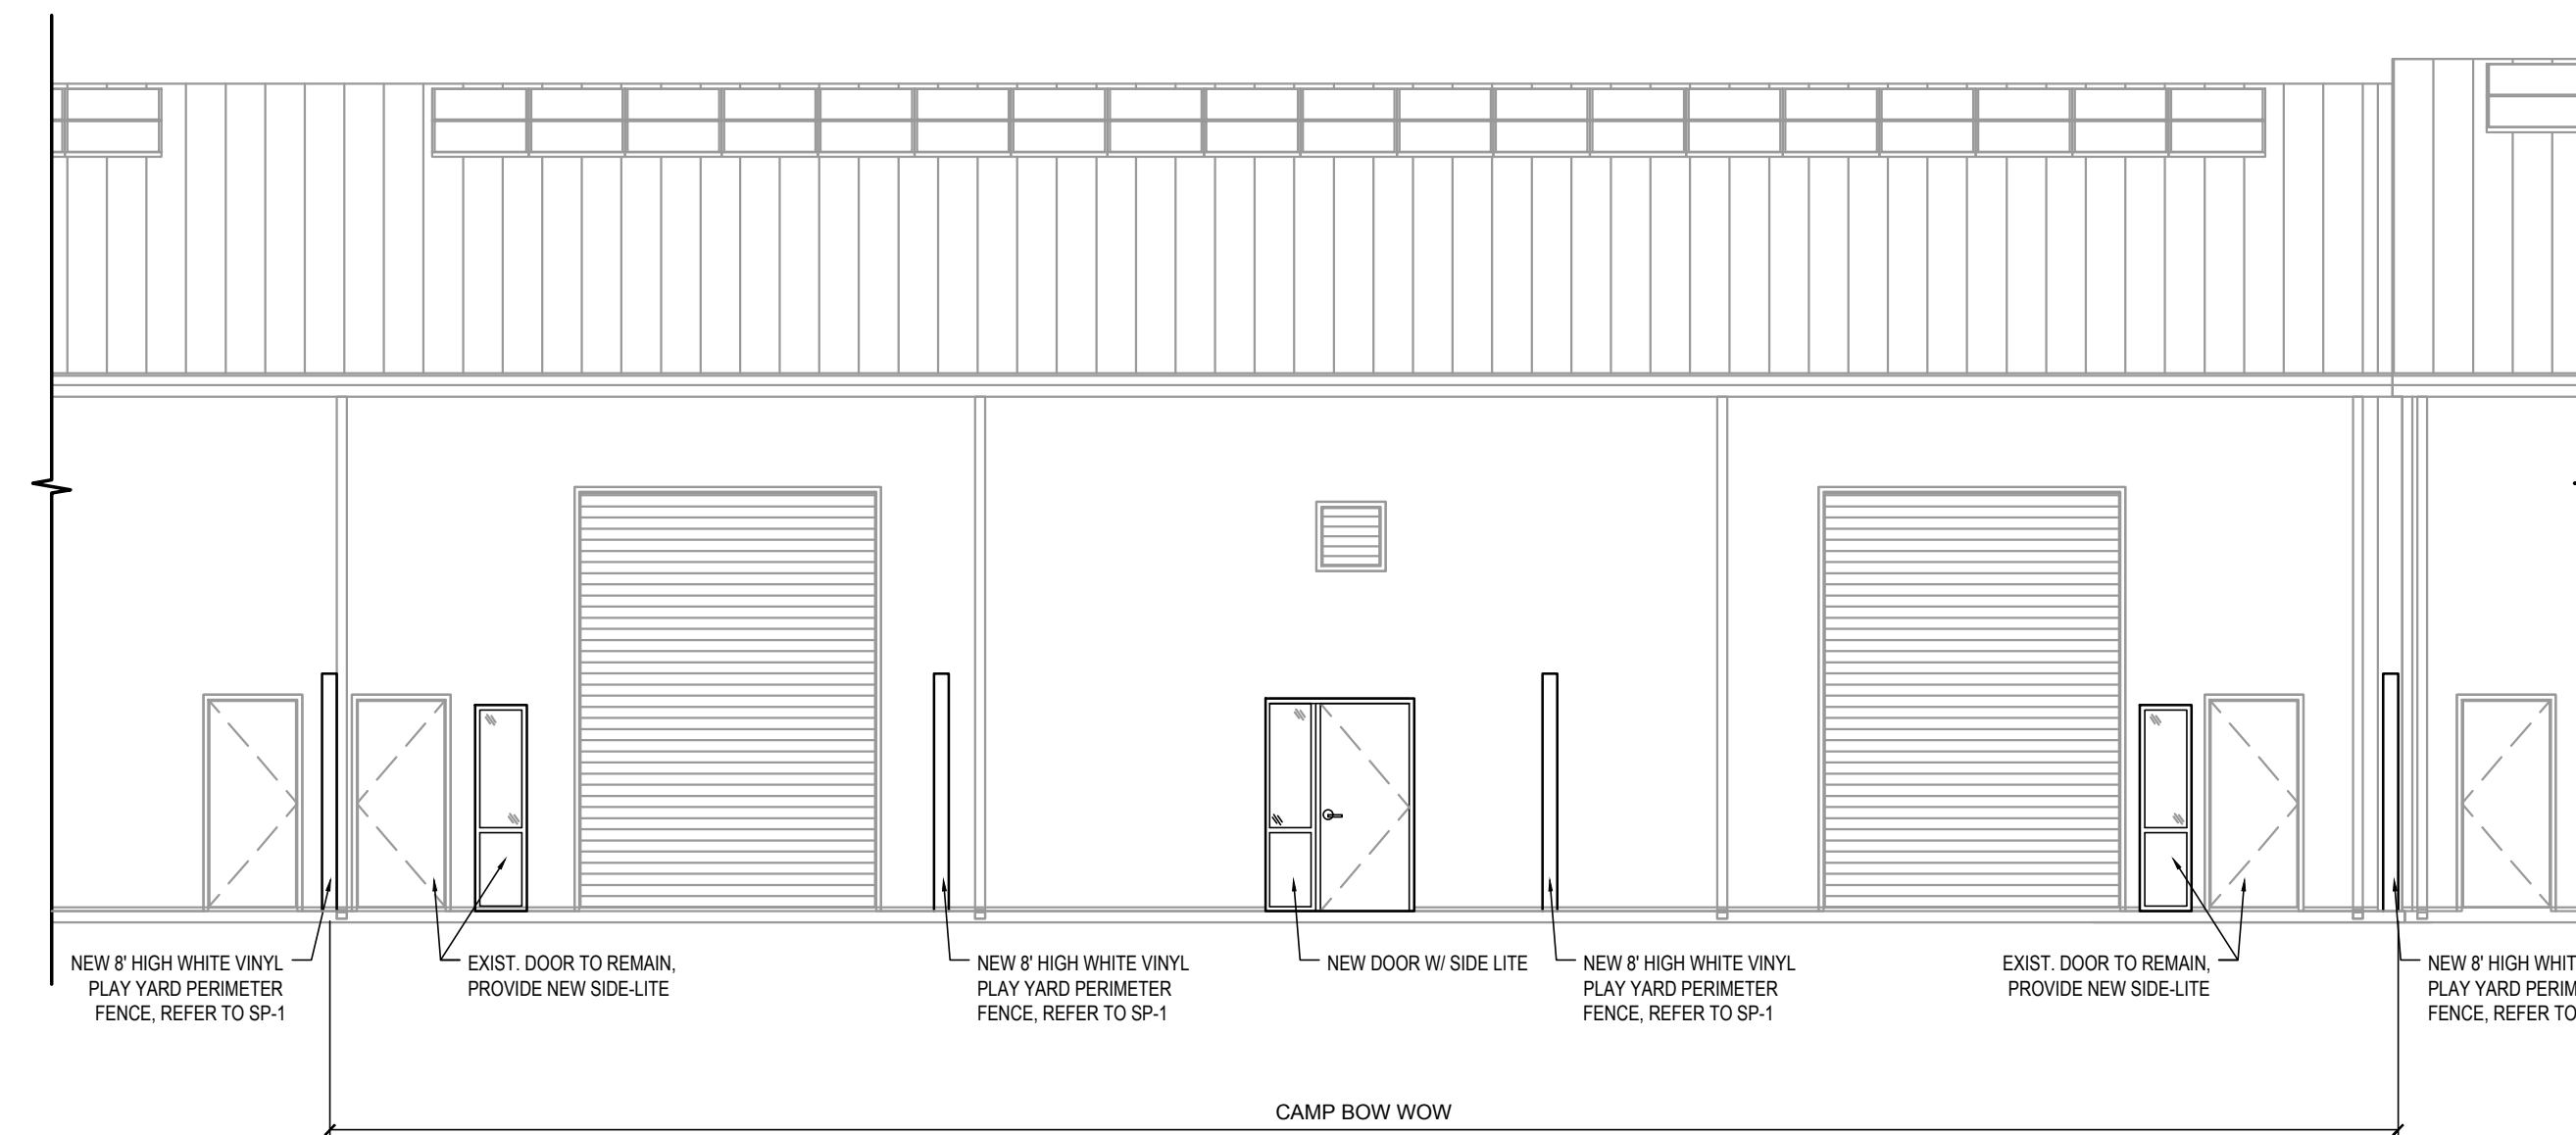 NEW 8' HIGH WHITE VINYL
PLAY YARD PERIMETER
FENCE, REFER TO SP-1
EXIST. DOOR TO REMAIN,
PROVIDE NEW SIDE-LITE
NEW 8' HIGH WHITE VINYL
PLAY YARD PERIMETER
FENCE, REFER TO SP-1
NEW DOOR W/ SIDE LITE
NEW 8' HIGH WHITE VINYL
PLAY YARD PERIMETER
FENCE, REFER TO SP-1
EXIST. DOOR TO REMAIN,
PROVIDE NEW SIDE-LITE
NEW 8' HIGH
PLAY YARD
FENCE, REFER TO
CAMP BOW WOW